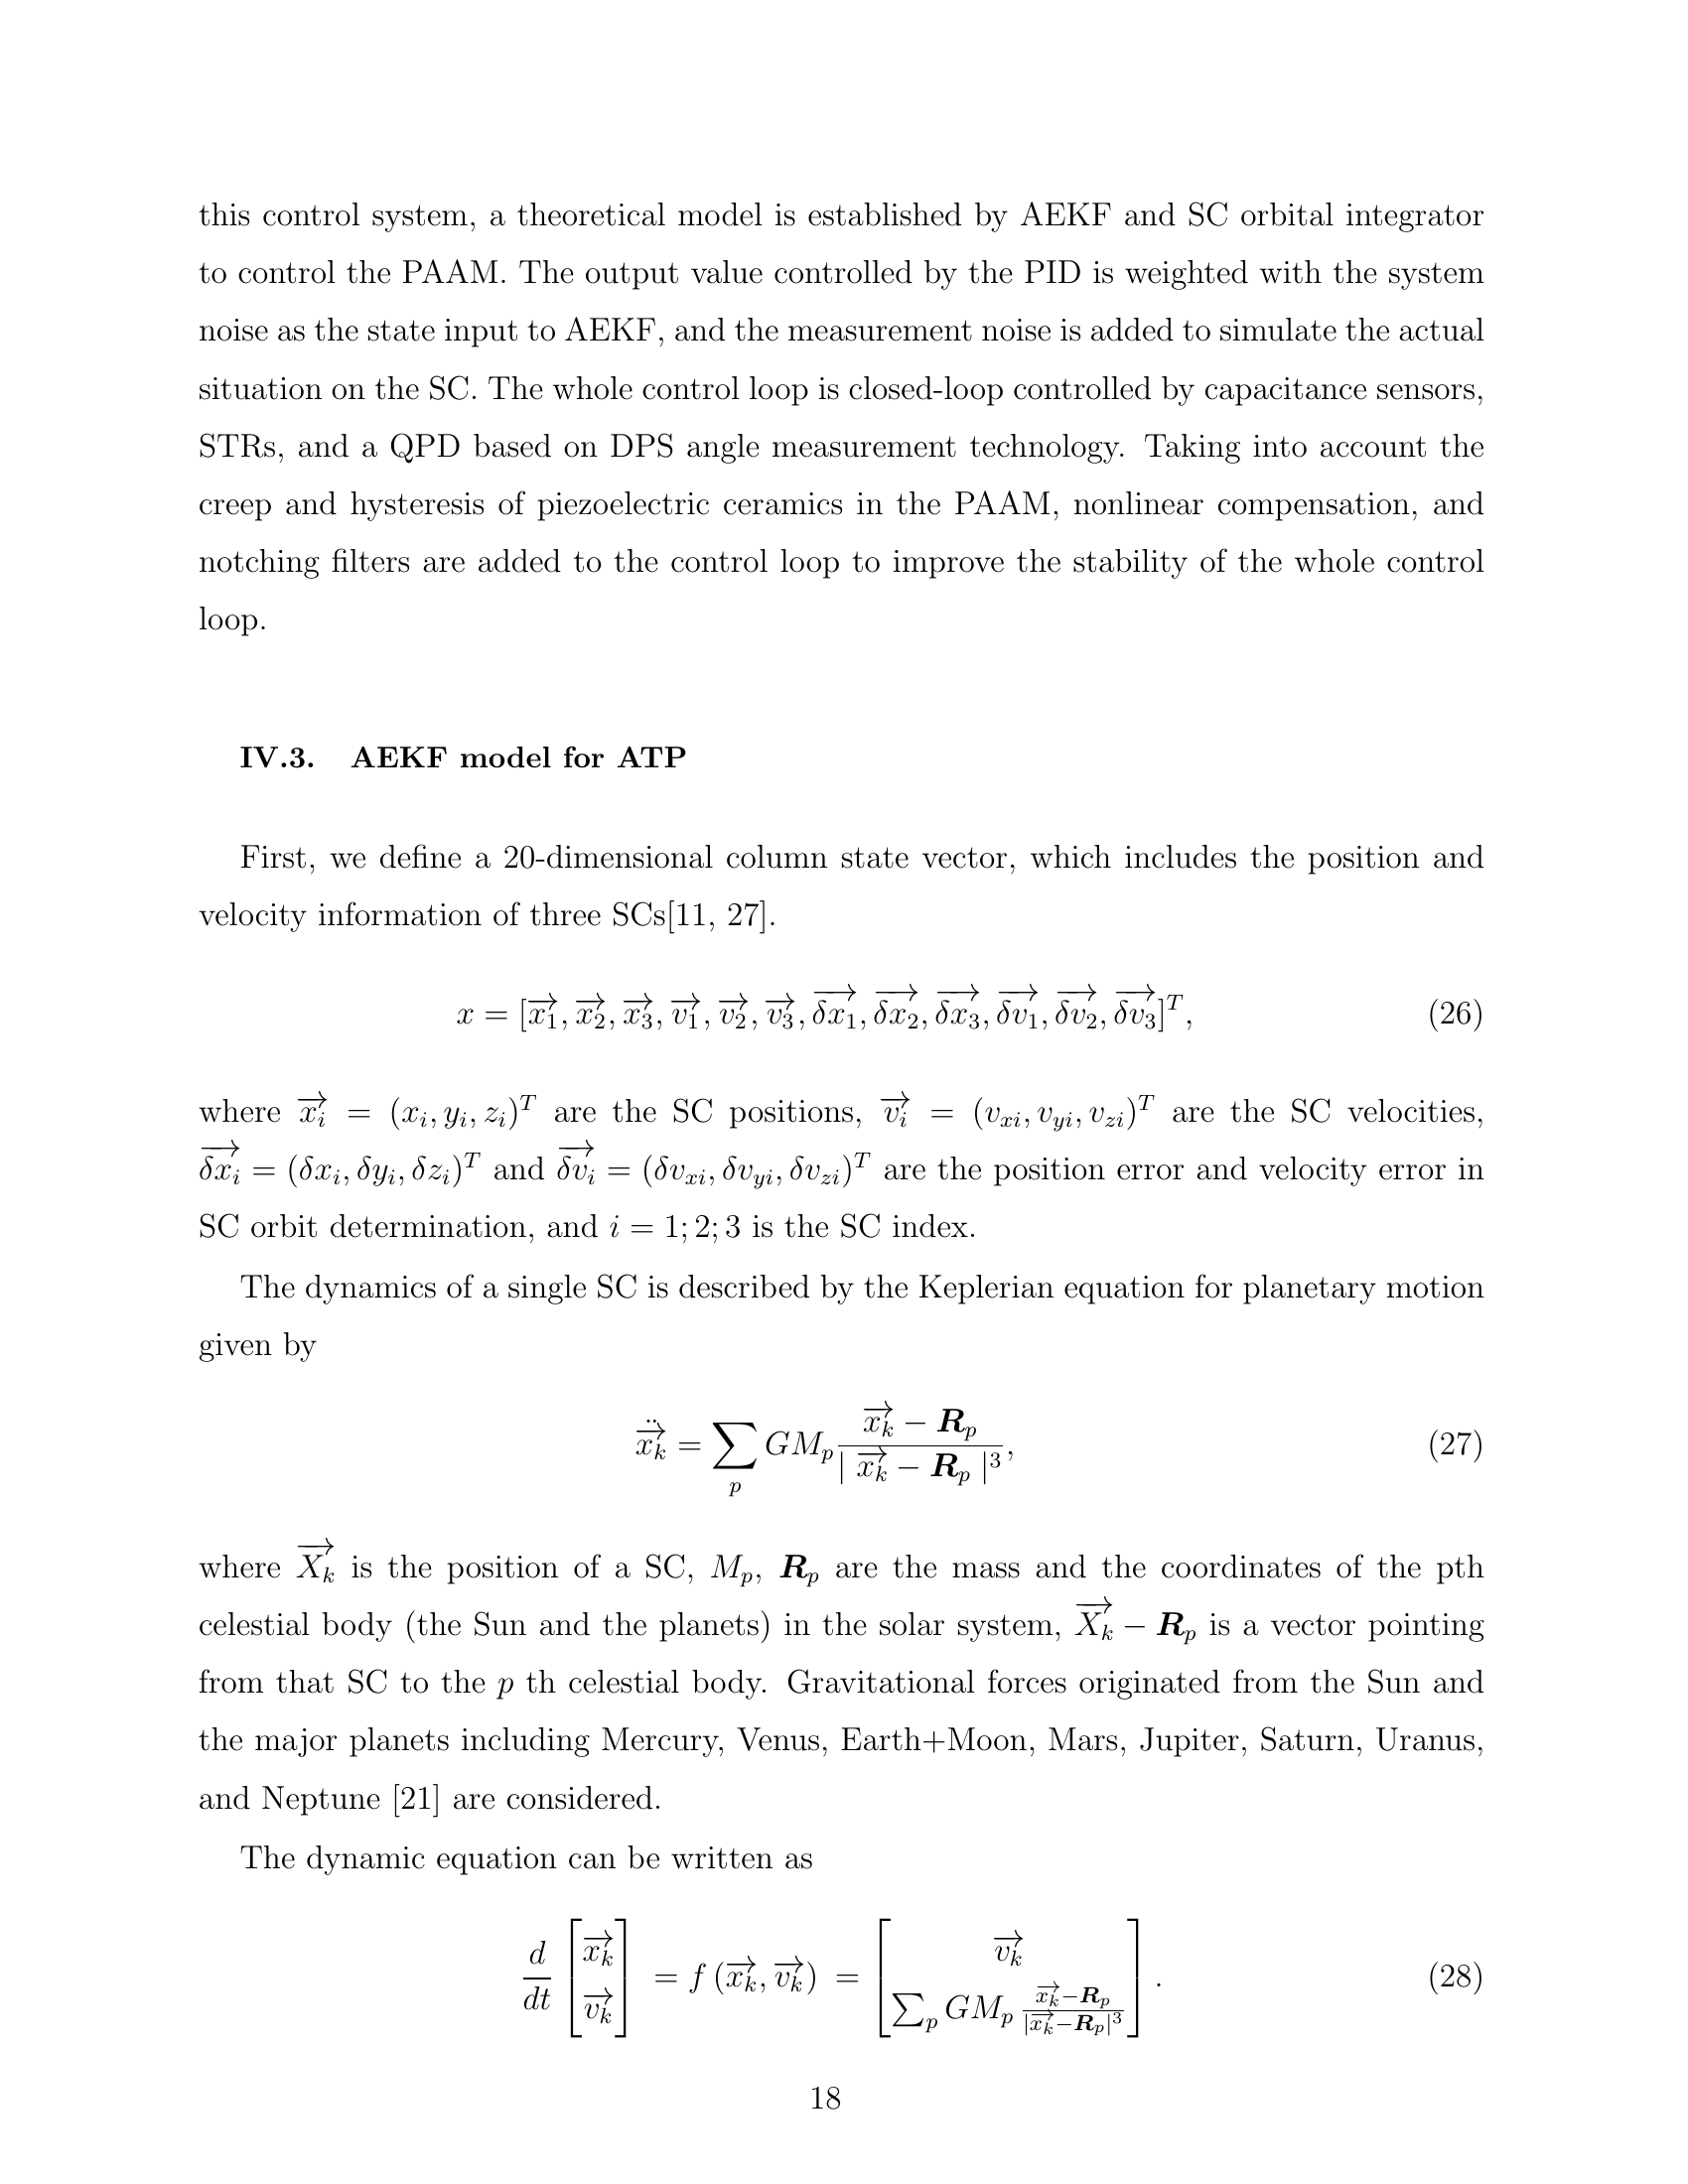 this control system, a theoretical model is established by AEKF and SC orbital integrator
to control the PAAM. The output value controlled by the PID is weighted with the system
noise as the state input to AEKF, and the measurement noise is added to simulate the actual
situation on the SC. The whole control loop is closed-loop controlled by capacitance sensors,
STRs, and a QPD based on DPS angle measurement technology. Taking into account the
creep and hysteresis of piezoelectric ceramics in the PAAM, nonlinear compensation, and
notching filters are added to the control loop to improve the stability of the whole control
loop.
IV.3. AEKF model for ATP
First, we define a 20-dimensional column state vector, which includes the position and
velocity information of three SCs[11, 27].
$x = [\overrightarrow{x_1}, \overrightarrow{x_2}, \overrightarrow{x_3}, \overrightarrow{v_1}, \overrightarrow{v_2}, \overrightarrow{v_3}, \overrightarrow{\delta x_1}, \overrightarrow{\delta x_2}, \overrightarrow{\delta x_3}, \overrightarrow{\delta v_1}, \overrightarrow{\delta v_2}, \overrightarrow{\delta v_3}]^T,$ (26)
where $\overrightarrow{x_i} = (x_i, y_i, z_i)^T$ are the SC positions, $\overrightarrow{v_i} = (v_{xi}, v_{yi}, v_{zi})^T$ are the SC velocities,
$\overrightarrow{\delta x_i} = (\delta x_i, \delta y_i, \delta z_i)^T$ and $\overrightarrow{\delta v_i} = (\delta v_{xi}, \delta v_{yi}, \delta v_{zi})^T$ are the position error and velocity error in
SC orbit determination, and $i = 1; 2; 3$ is the SC index.
The dynamics of a single SC is described by the Keplerian equation for planetary motion
given by
$\ddot{\overrightarrow{x_k}} = \sum_p GM_p \frac{\overrightarrow{x_k} - \boldsymbol{R}_p}{| \overrightarrow{x_k} - \boldsymbol{R}_p |^3},$ (27)
where $\overrightarrow{X_k}$ is the position of a SC, $M_p$, $\boldsymbol{R}_p$ are the mass and the coordinates of the pth
celestial body (the Sun and the planets) in the solar system, $\overrightarrow{X_k} - \boldsymbol{R}_p$ is a vector pointing
from that SC to the $p$ th celestial body. Gravitational forces originated from the Sun and
the major planets including Mercury, Venus, Earth+Moon, Mars, Jupiter, Saturn, Uranus,
and Neptune [21] are considered.
The dynamic equation can be written as
$\frac{d}{dt} \begin{bmatrix} \overrightarrow{x_k} \\ \overrightarrow{v_k} \end{bmatrix} = f(\overrightarrow{x_k}, \overrightarrow{v_k}) = \begin{bmatrix} \overrightarrow{v_k} \\ \sum_p GM_p \frac{\overrightarrow{x_k} - \boldsymbol{R}_p}{|\overrightarrow{x_k} - \boldsymbol{R}_p|^3} \end{bmatrix}.$ (28)
18